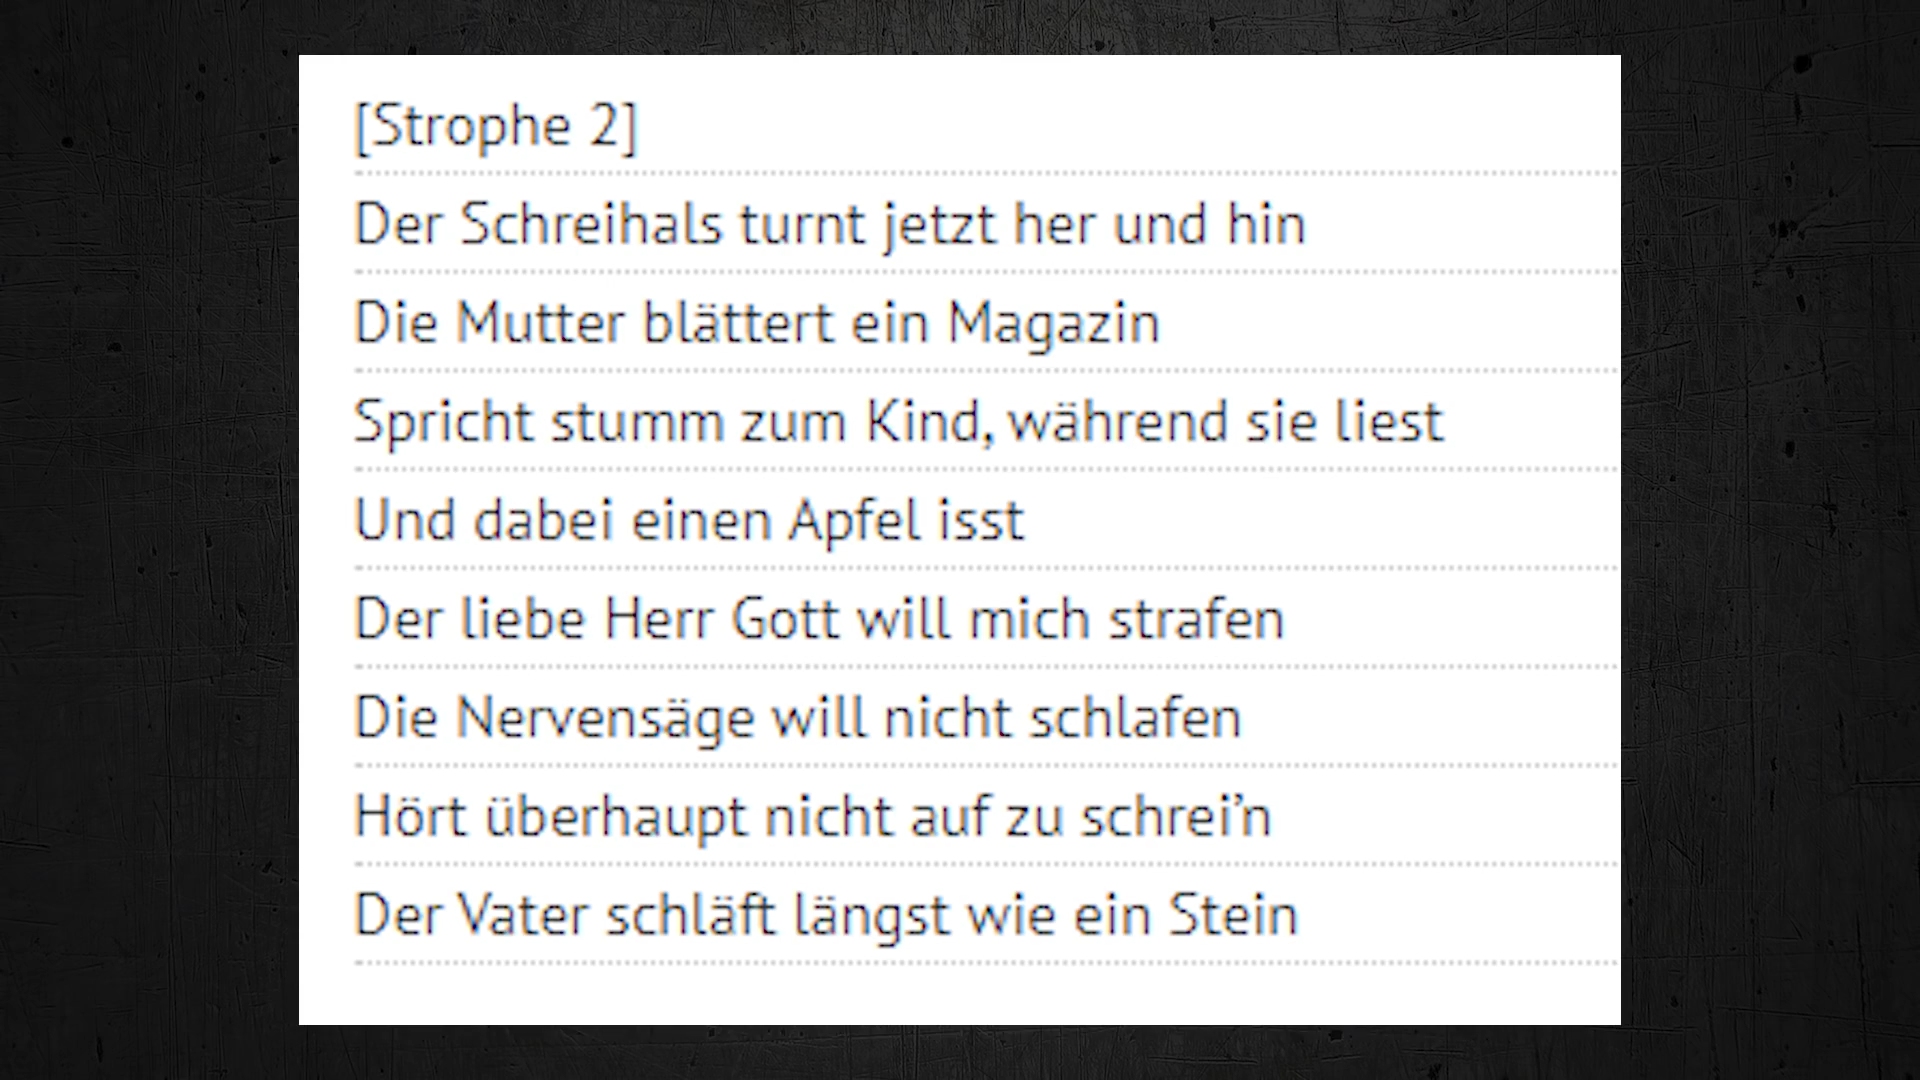 [Strophe 2]
Der Schreihals turnt jetzt her und hin
Die Mutter blättert ein Magazin
Spricht stumm zum Kind, während sie liest
Und dabei einen Apfel isst
Der liebe Herr Gott will mich strafen
Die Nervensäge will nicht schlafen
Hört überhaupt nicht auf zu schrei’n
Der Vater schläft längst wie ein Stein